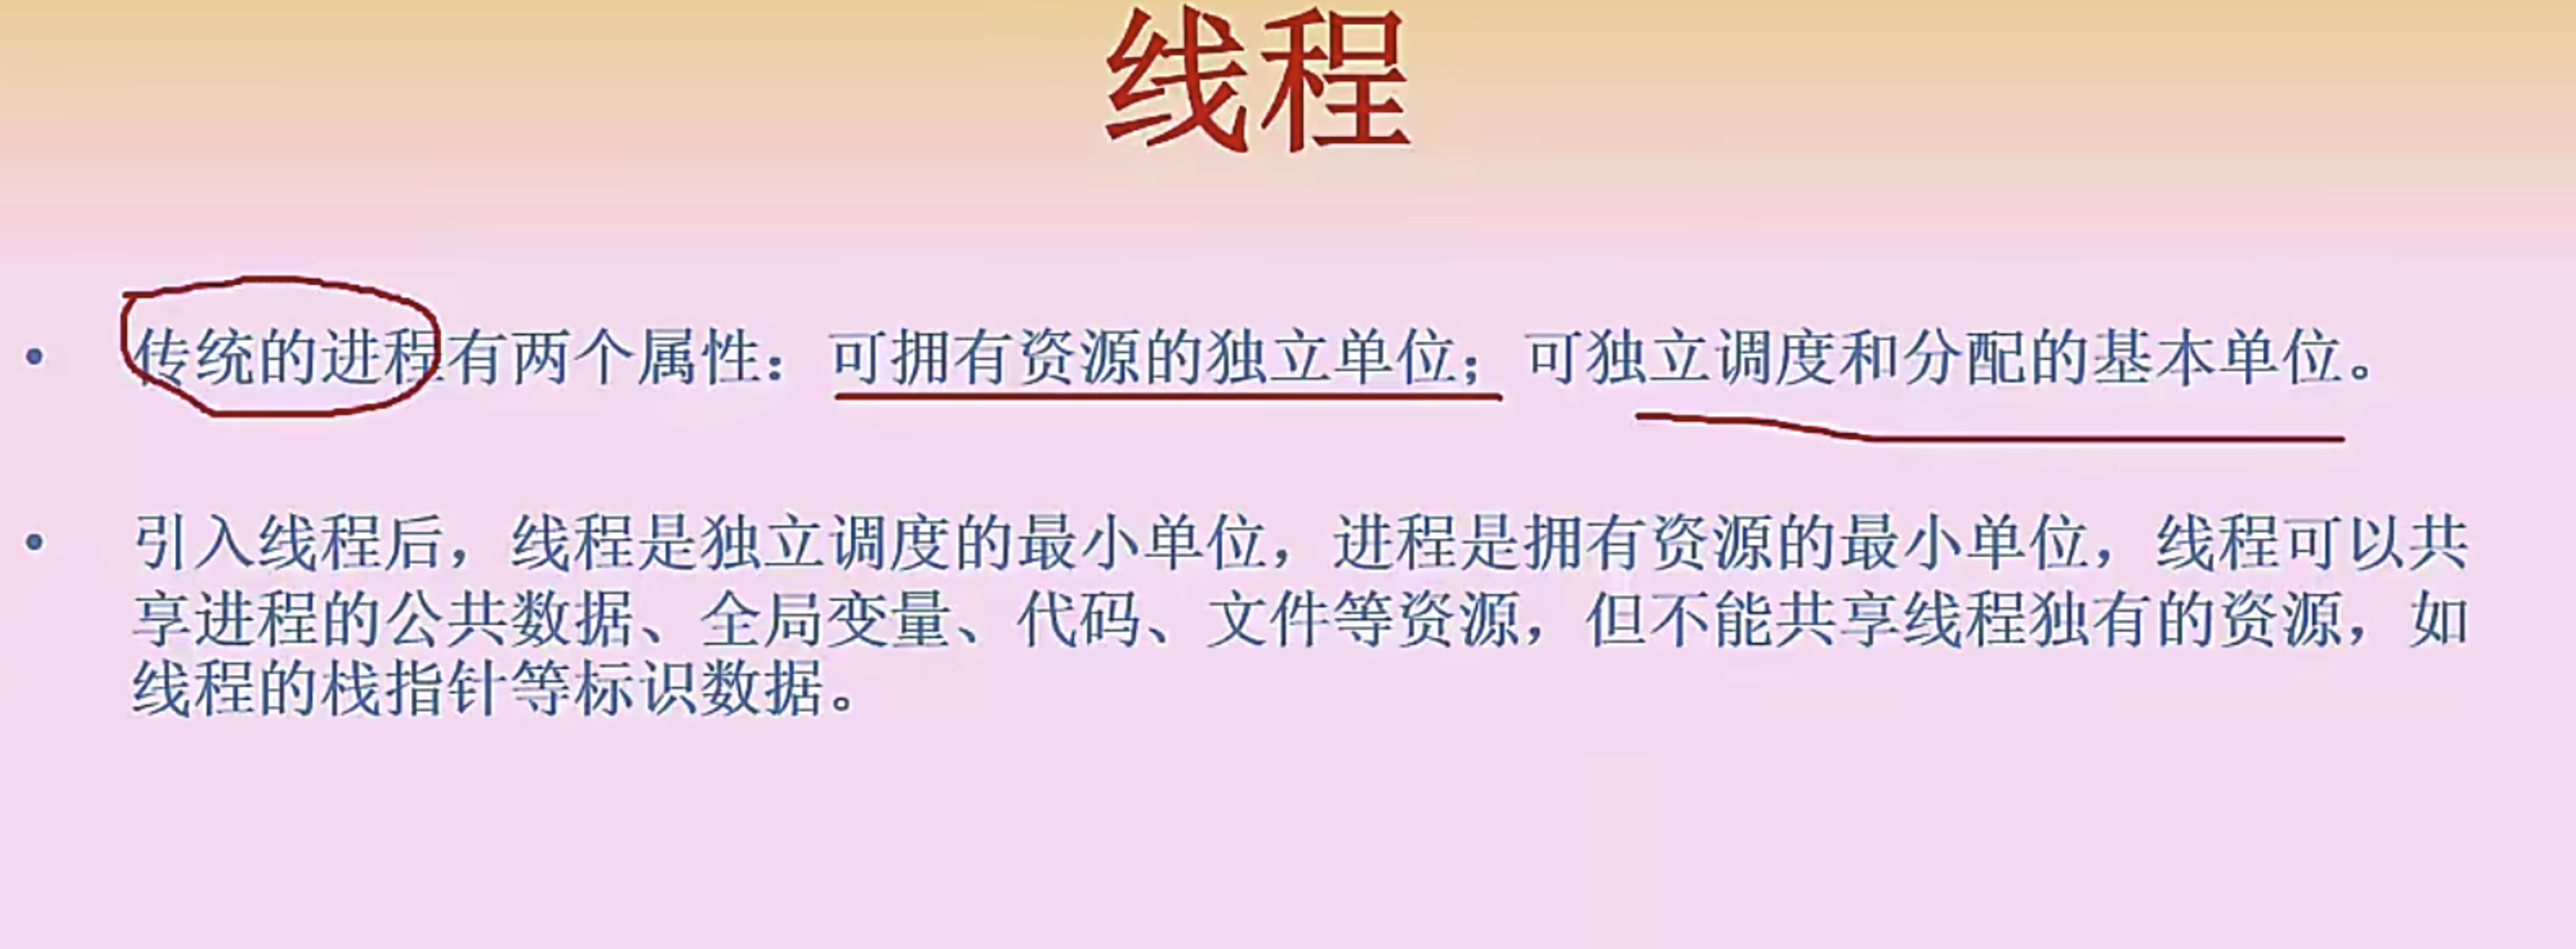 线程
• 传统的进程有两个属性：可拥有资源的独立单位；可独立调度和分配的基本单位。
• 引入线程后，线程是独立调度的最小单位，进程是拥有资源的最小单位，线程可以共
享进程的公共数据、全局变量、代码、文件等资源，但不能共享线程独有的资源，如
线程的栈指针等标识数据。